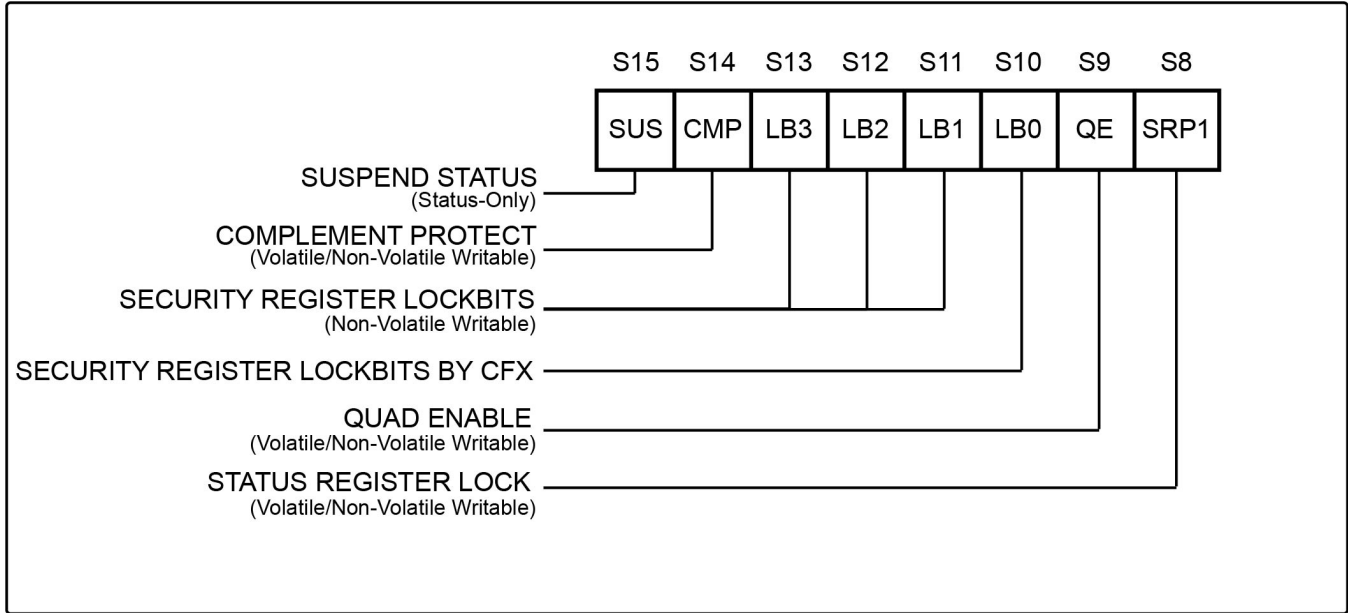 S15 S14 S13 S12 S11 S10 S9 S8
SUS CMP LB3 LB2 LB1 LB0 QE SRP1
SUSPEND STATUS
(Status-Only)
COMPLEMENT PROTECT
(Volatile/Non-Volatile Writable)
SECURITY REGISTER LOCKBITS
(Non-Volatile Writable)
SECURITY REGISTER LOCKBITS BY CFX
QUAD ENABLE
(Volatile/Non-Volatile Writable)
STATUS REGISTER LOCK
(Volatile/Non-Volatile Writable)